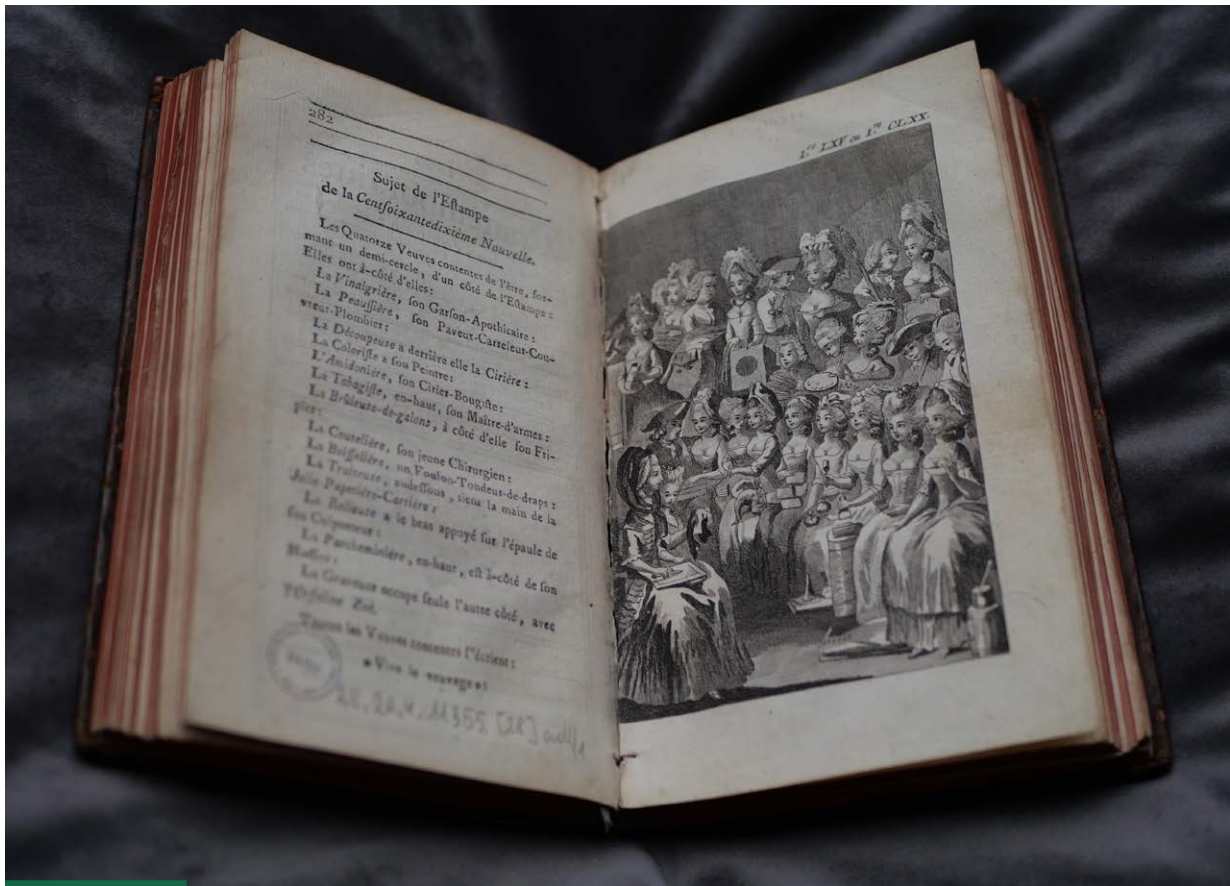 282
Sujet de l'Eſtampe
de la Centſoixantedixième Nouvelle.
Les Quatorze Veuves contentes de l'être, for-
mant un demi-cercle, d'un côté de l'Eſtampe :
Elles ont à-côté d'elles :
La Vinaigrière, ſon Garſon-Apothicaire :
La Peauſſière, ſon Paveur-Carreleur-Cou-
vreur-Plombier :
La Découpeuse a derrière elle la Cirière :
La Coloriſte a ſon Peintre :
L'Amidonière, ſon Cirier-Bougiſte :
La Tabagiſte, en-haut, ſon Maître-d'armes :
La Brûleuse-de-galons, à côté d'elle ſon Fri-
pier :
La Coutelière, ſon jeune Chirurgien :
La Boiſſelière, un Foulon-Tondeur-de-draps :
La Traiteuse, audeſſous, tient la main de la
Jolie
La Relieuse a le bras appuyé ſur l'épaule de
ſon
La Parcheminière, en-haut, eſt à-côté de ſon
La Graveuse occupe ſeule l'autre côté, avec
l'Orfeline Zoé.
Toutes les Veuves contentes ſ'écrient :
» Vive le veuvage » !
11355 [28]
1.re LXV ou 1.re CLXX.